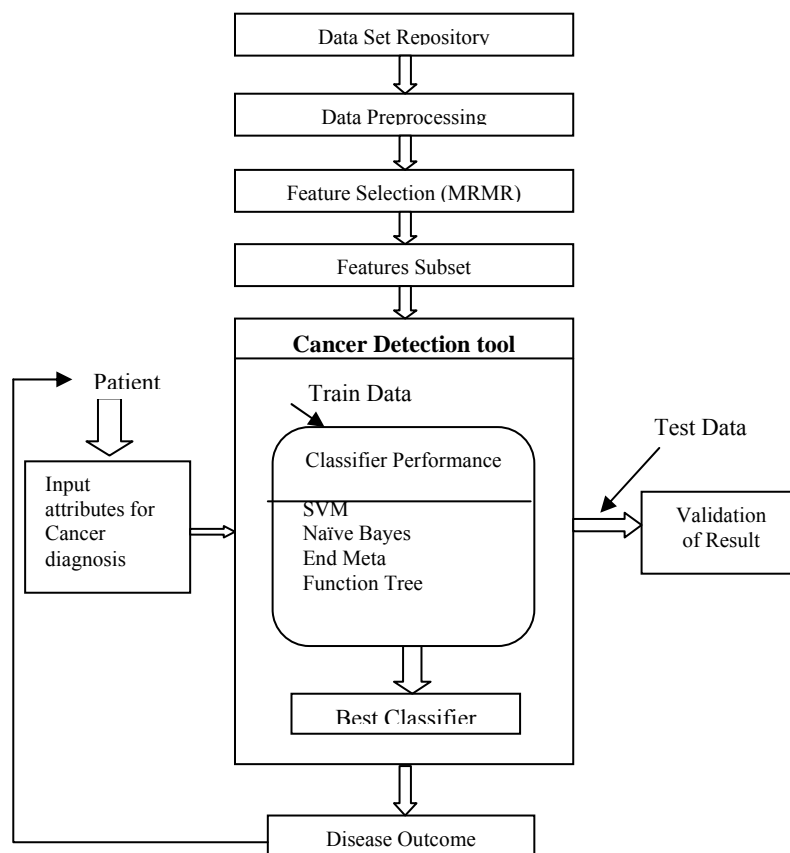 Data Set Repository
Data Preprocessing
Feature Selection (MRMR)
Features Subset
Cancer Detection tool
Patient
Train Data
Test Data
Classifier Performance
SVM
Naïve Bayes
End Meta
Function Tree
Input
attributes for
Cancer
diagnosis
Validation
of Result
Best Classifier
Disease Outcome